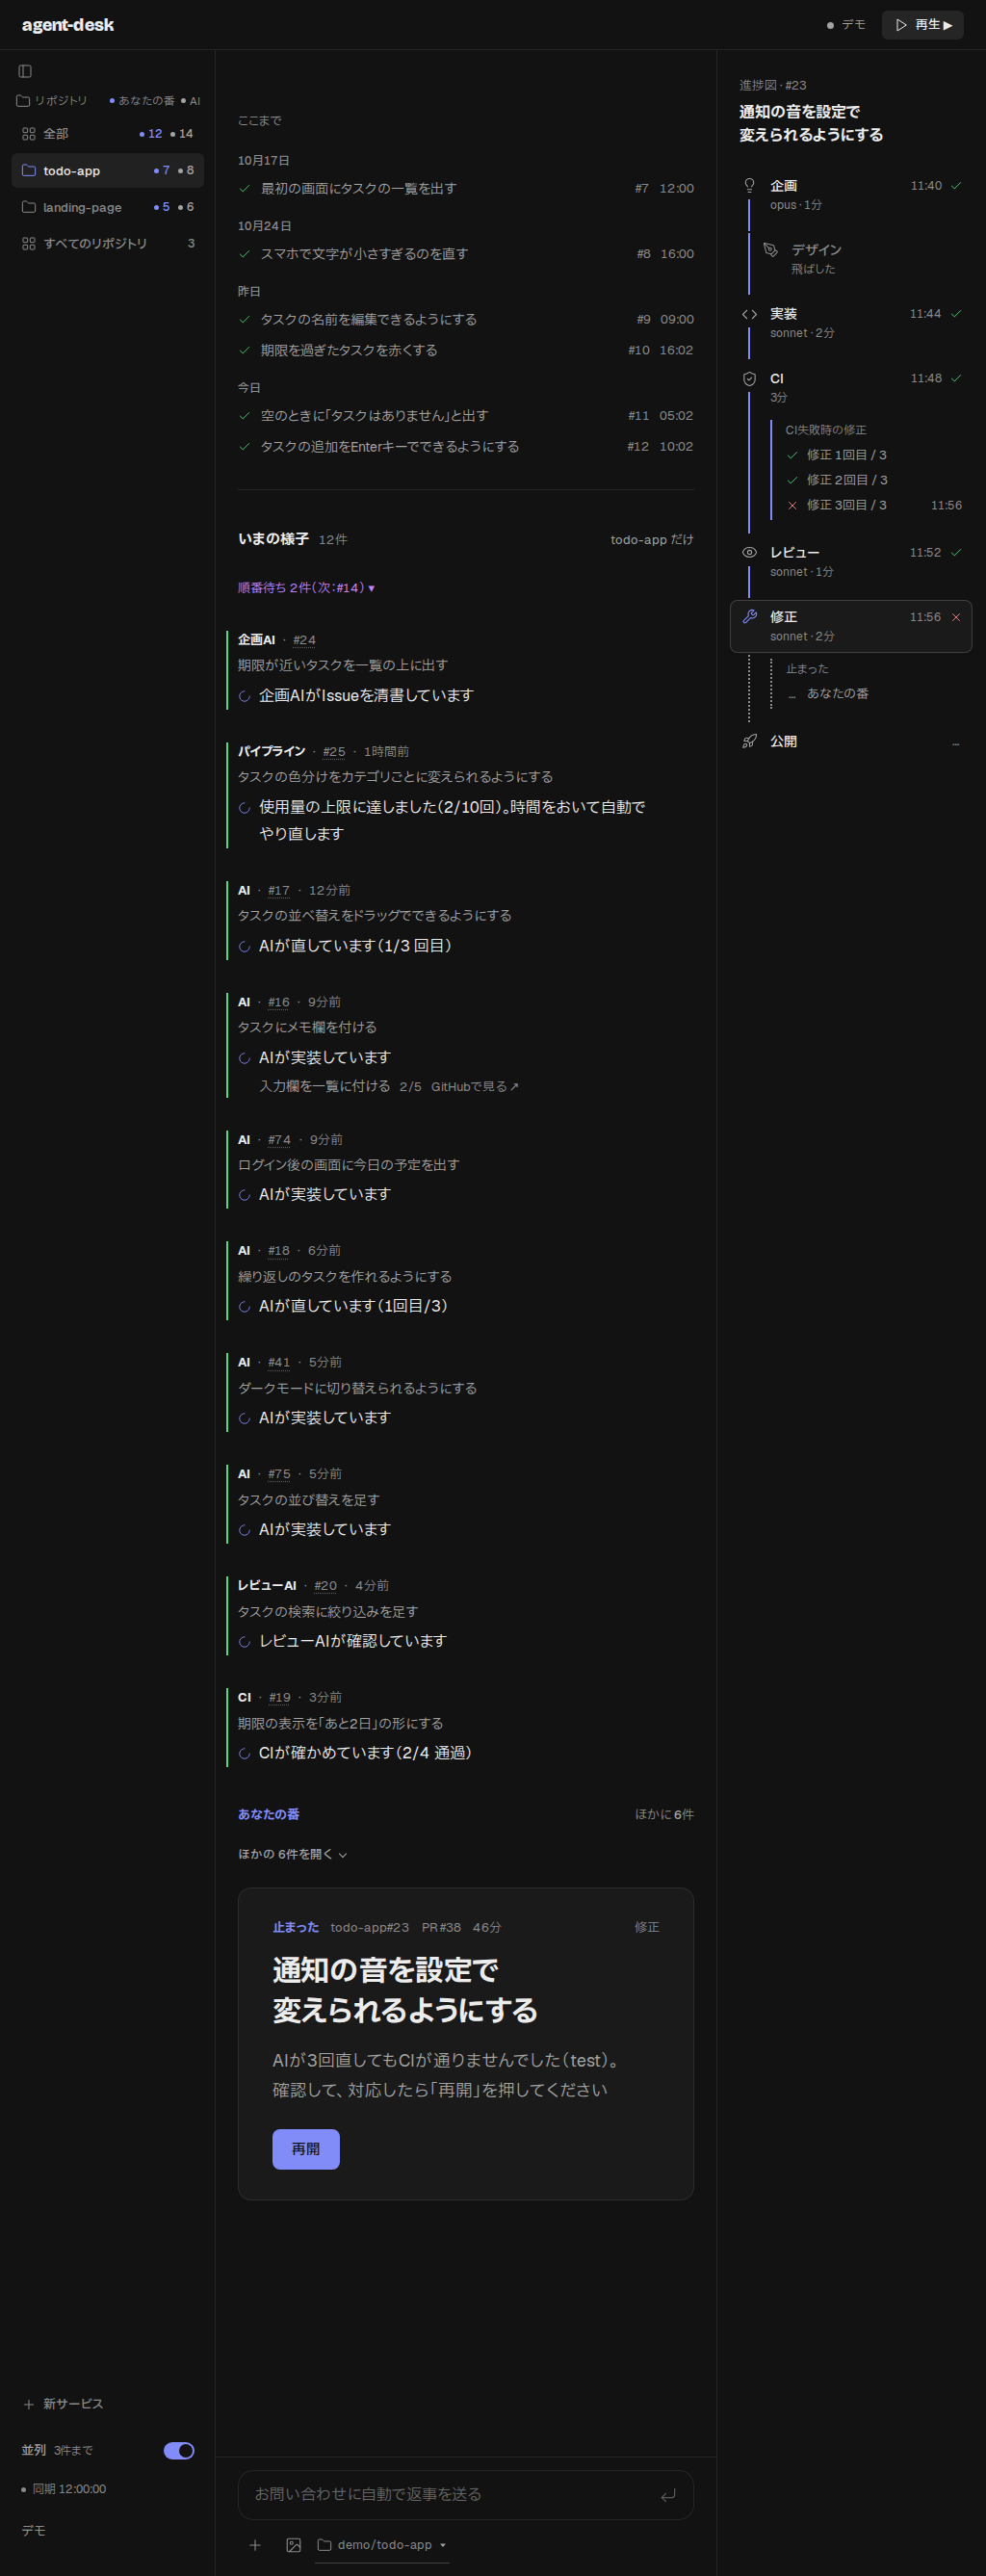 agent-desk
デモ
再生 ▶
リポジトリ ● あなたの番 ● AI
全部 ● 12 ● 14
todo-app ● 7 ● 8
landing-page ● 5 ● 6
すべてのリポジトリ 3
新サービス
並列 3件まで
● 同期 12:00:00
デモ
ここまで
10月17日
最初の画面にタスクの一覧を出す #7 12:00
10月24日
スマホで文字が小さすぎるのを直す #8 16:00
昨日
タスクの名前を編集できるようにする #9 09:00
期限を過ぎたタスクを赤くする #10 16:02
今日
空のときに「タスクはありません」と出す #11 05:02
タスクの追加をEnterキーでできるようにする #12 10:02
いまの様子 12件 todo-app だけ
順番待ち 2件（次：#14）▾
企画AI · #24
期限が近いタスクを一覧の上に出す
企画AIがIssueを清書しています
パイプライン · #25 · 1時間前
タスクの色分けをカテゴリごとに変えられるようにする
使用量の上限に達しました（2/10回）。時間をおいて自動で
やり直します
AI · #17 · 12分前
タスクの並べ替えをドラッグでできるようにする
AIが直しています（1/3 回目）
AI · #16 · 9分前
タスクにメモ欄を付ける
AIが実装しています
入力欄を一覧に付ける 2/5 GitHubで見る ↗
AI · #74 · 9分前
ログイン後の画面に今日の予定を出す
AIが実装しています
AI · #18 · 6分前
繰り返しのタスクを作れるようにする
AIが直しています（1回目/3）
AI · #41 · 5分前
ダークモードに切り替えられるようにする
AIが実装しています
AI · #75 · 5分前
タスクの並び替えを足す
AIが実装しています
レビューAI · #20 · 4分前
タスクの検索に絞り込みを足す
レビューAIが確認しています
CI · #19 · 3分前
期限の表示を「あと2日」の形にする
CIが確かめています（2/4 通過）
あなたの番 ほかに 6件
ほかの 6件を開く
止まった todo-app#23 PR #38 46分 修正
通知の音を設定で
変えられるようにする
AIが3回直してもCIが通りませんでした（test）。
確認して、対応したら「再開」を押してください
再開
お問い合わせに自動で返事を送る
demo/todo-app ▾
進捗図 · #23
通知の音を設定で
変えられるようにする
企画 11:40
opus · 1分
デザイン
飛ばした
実装 11:44
sonnet · 2分
CI 11:48
3分
CI失敗時の修正
修正 1回目 / 3
修正 2回目 / 3
修正 3回目 / 3 11:56
レビュー 11:52
sonnet · 1分
修正 11:56
sonnet · 2分
止まった
… あなたの番
公開 …